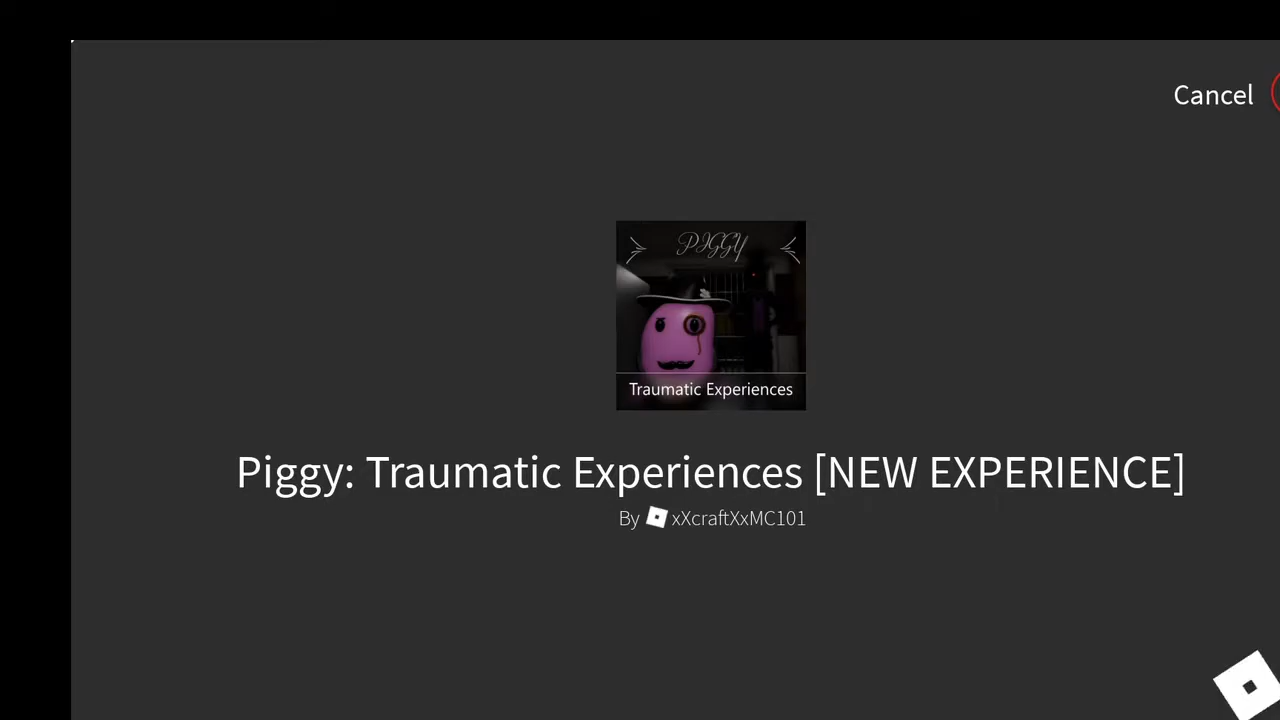 Cancel
PIGGY
Traumatic Experiences
Piggy: Traumatic Experiences [NEW EXPERIENCE]
By xXcraftXxMC101